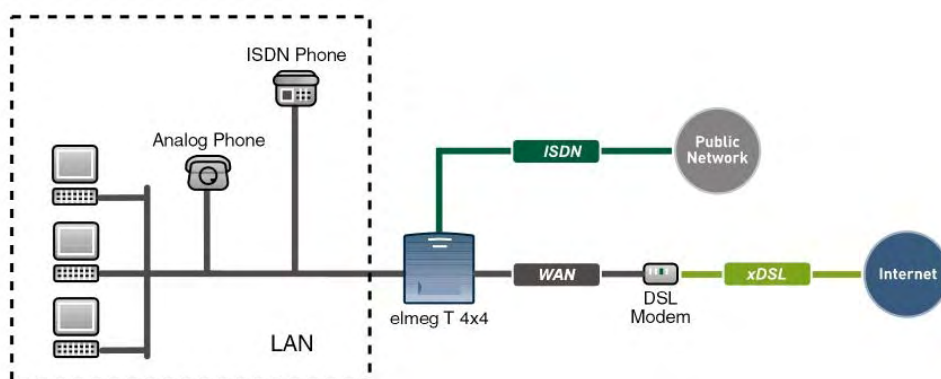 ISDN Phone
Analog Phone
ISDN
Public
Network
WAN
xDSL
Internet
DSL
Modem
elmeg T 4x4
LAN